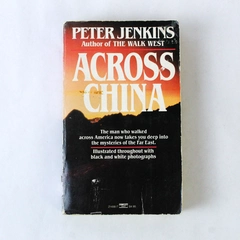 PETER JENKINS
Author of THE WALK WEST
ACROSS
CHINA
The man who walked
across America now takes you deep into
the mysteries of the Far East.
Illustrated throughout with
black and white photographs